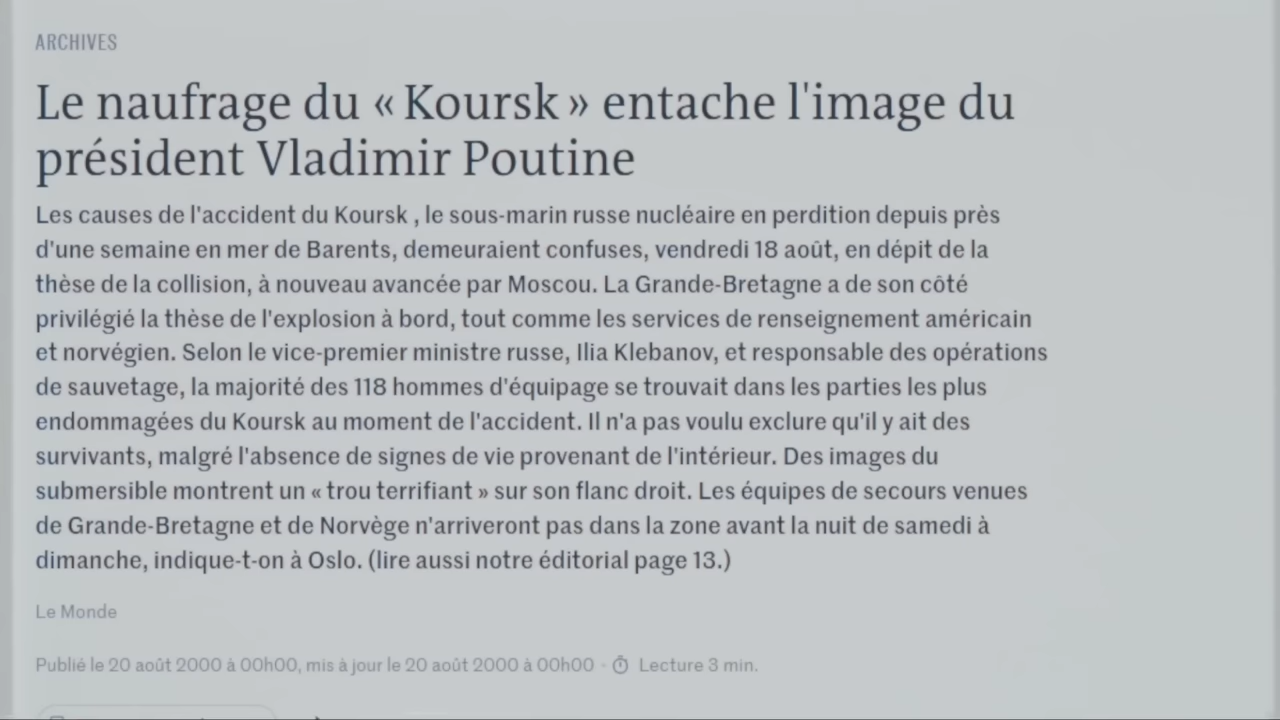 ARCHIVES
Le naufrage du « Koursk » entache l'image du
président Vladimir Poutine
Les causes de l'accident du Koursk , le sous-marin russe nucléaire en perdition depuis près
d'une semaine en mer de Barents, demeuraient confuses, vendredi 18 août, en dépit de la
thèse de la collision, à nouveau avancée par Moscou. La Grande-Bretagne a de son côté
privilégié la thèse de l'explosion à bord, tout comme les services de renseignement américain
et norvégien. Selon le vice-premier ministre russe, Ilia Klebanov, et responsable des opérations
de sauvetage, la majorité des 118 hommes d'équipage se trouvait dans les parties les plus
endommagées du Koursk au moment de l'accident. Il n'a pas voulu exclure qu'il y ait des
survivants, malgré l'absence de signes de vie provenant de l'intérieur. Des images du
submersible montrent un « trou terrifiant » sur son flanc droit. Les équipes de secours venues
de Grande-Bretagne et de Norvège n'arriveront pas dans la zone avant la nuit de samedi à
dimanche, indique-t-on à Oslo. (lire aussi notre éditorial page 13.)
Le Monde
Publié le 20 août 2000 à 00h00, mis à jour le 20 août 2000 à 00h00 · Lecture 3 min.